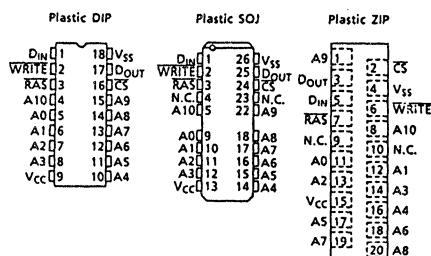 Plastic DIP
DIN 1 18 VSS
WRITE 2 17 DOUT
RAS 3 16 CS
A10 4 15 A9
A0 5 14 A8
A1 6 13 A7
A2 7 12 A6
A3 8 11 A5
VCC 9 10 A4
Plastic SOJ
DIN 1 26 VSS
WRITE 2 25 DOUT
RAS 3 24 CS
N.C. 4 23 N.C.
A10 5 22 A9
A0 9 18 A8
A1 10 17 A7
A2 11 16 A6
A3 12 15 A5
VCC 13 14 A4
Plastic ZIP
A9 1
2 CS
DOUT 3
4 VSS
DIN 5
6 WRITE
RAS 7
8 A10
N.C. 9
10 N.C.
A0 11
12 A1
A2 13
14 A3
VCC 15
16 A4
A5 17
18 A6
A7 19
20 A8